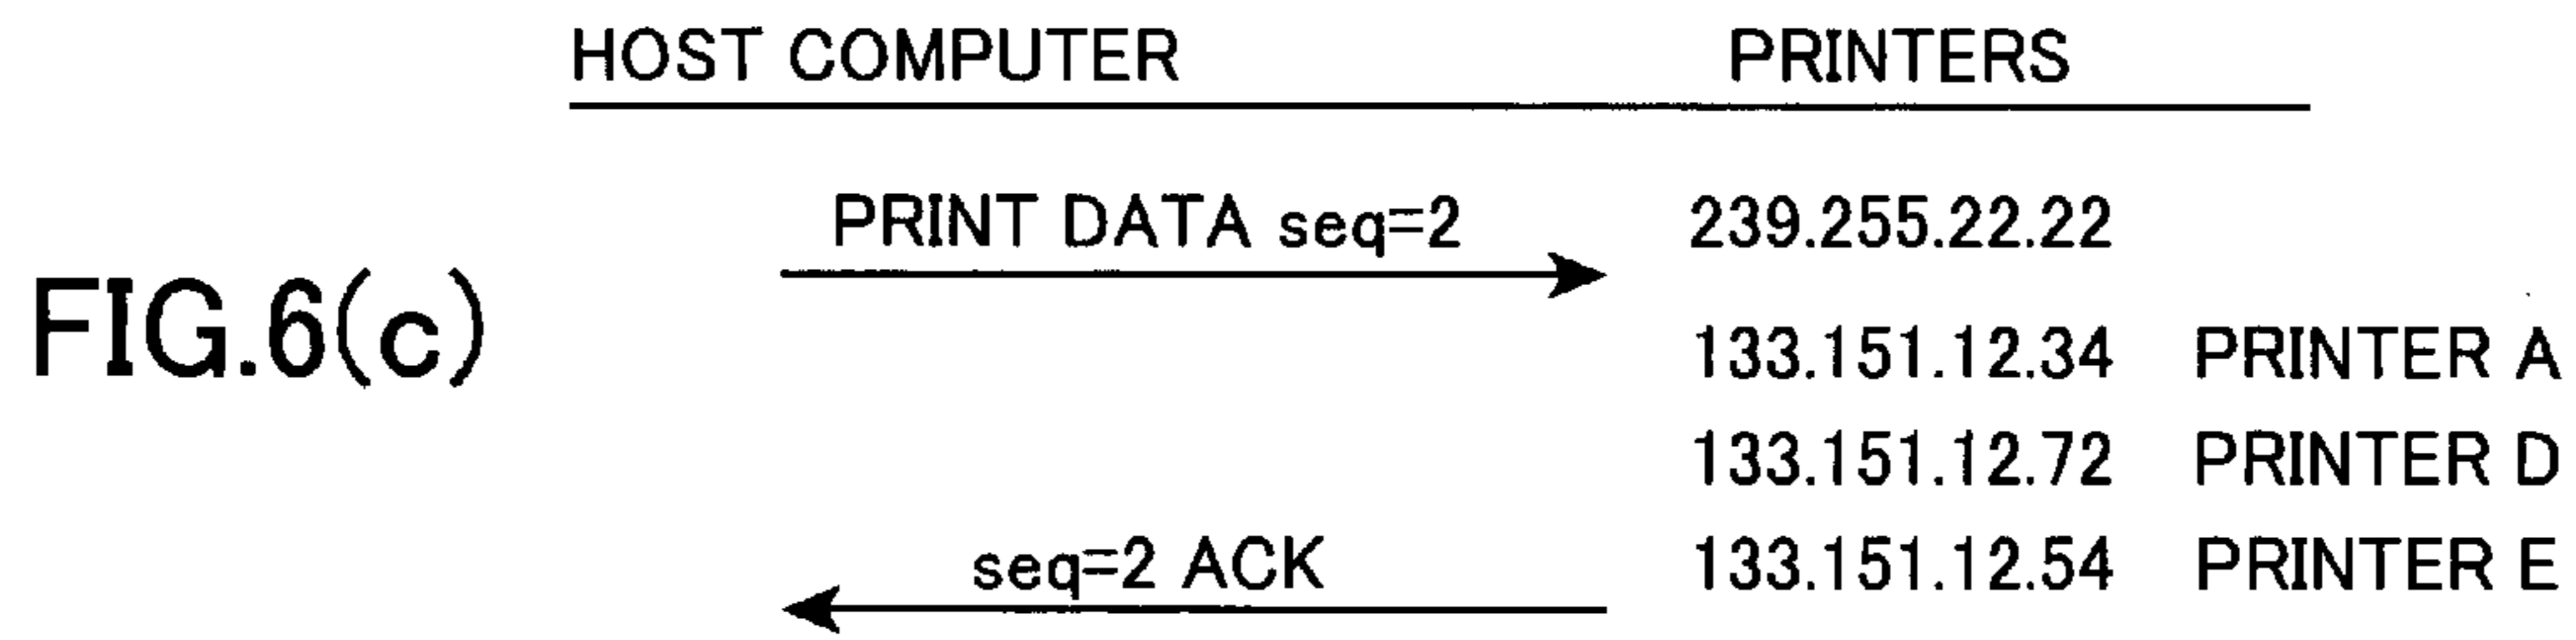 HOST COMPUTER PRINTERS
PRINT DATA seq=2 239.255.22.22
FIG.6(c)
133.151.12.34 PRINTER A
133.151.12.72 PRINTER D
seq=2 ACK 133.151.12.54 PRINTER E